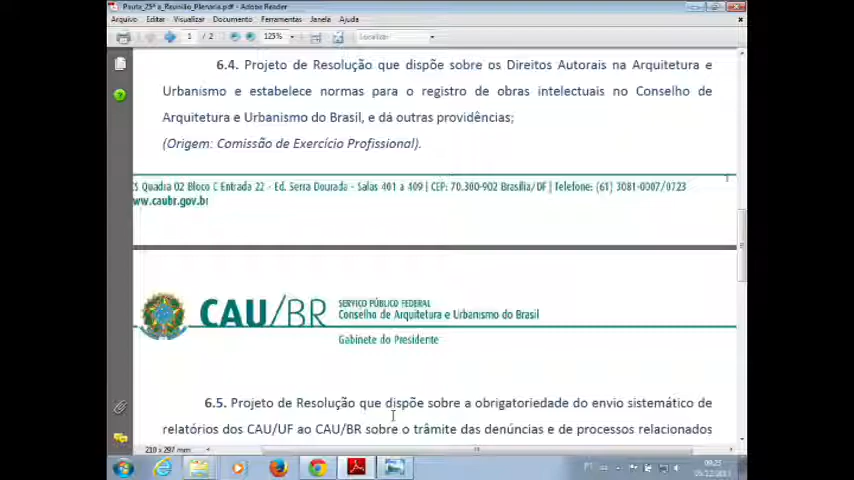 Pauta_25ª a_Reunião_Plenaria.pdf - Adobe Reader
Arquivo Editar Visualizar Documento Ferramentas Janela Ajuda
1 / 2 125% Localizar
6.4. Projeto de Resolução que dispõe sobre os Direitos Autorais na Arquitetura e
Urbanismo e estabelece normas para o registro de obras intelectuais no Conselho de
Arquitetura e Urbanismo do Brasil, e dá outras providências;
(Origem: Comissão de Exercício Profissional).
S Quadra 02 Bloco C Entrada 22 - Ed. Serra Dourada - Salas 401 a 409 | CEP: 70.300-902 Brasília/DF | Telefone: (61) 3081-0007/0723
ww.caubr.gov.br
CAU/BR
SERVIÇO PÚBLICO FEDERAL
Conselho de Arquitetura e Urbanismo do Brasil
Gabinete do Presidente
6.5. Projeto de Resolução que dispõe sobre a obrigatoriedade do envio sistemático de
relatórios dos CAU/UF ao CAU/BR sobre o trâmite das denúncias e de processos relacionados
210 x 297 mm
PT